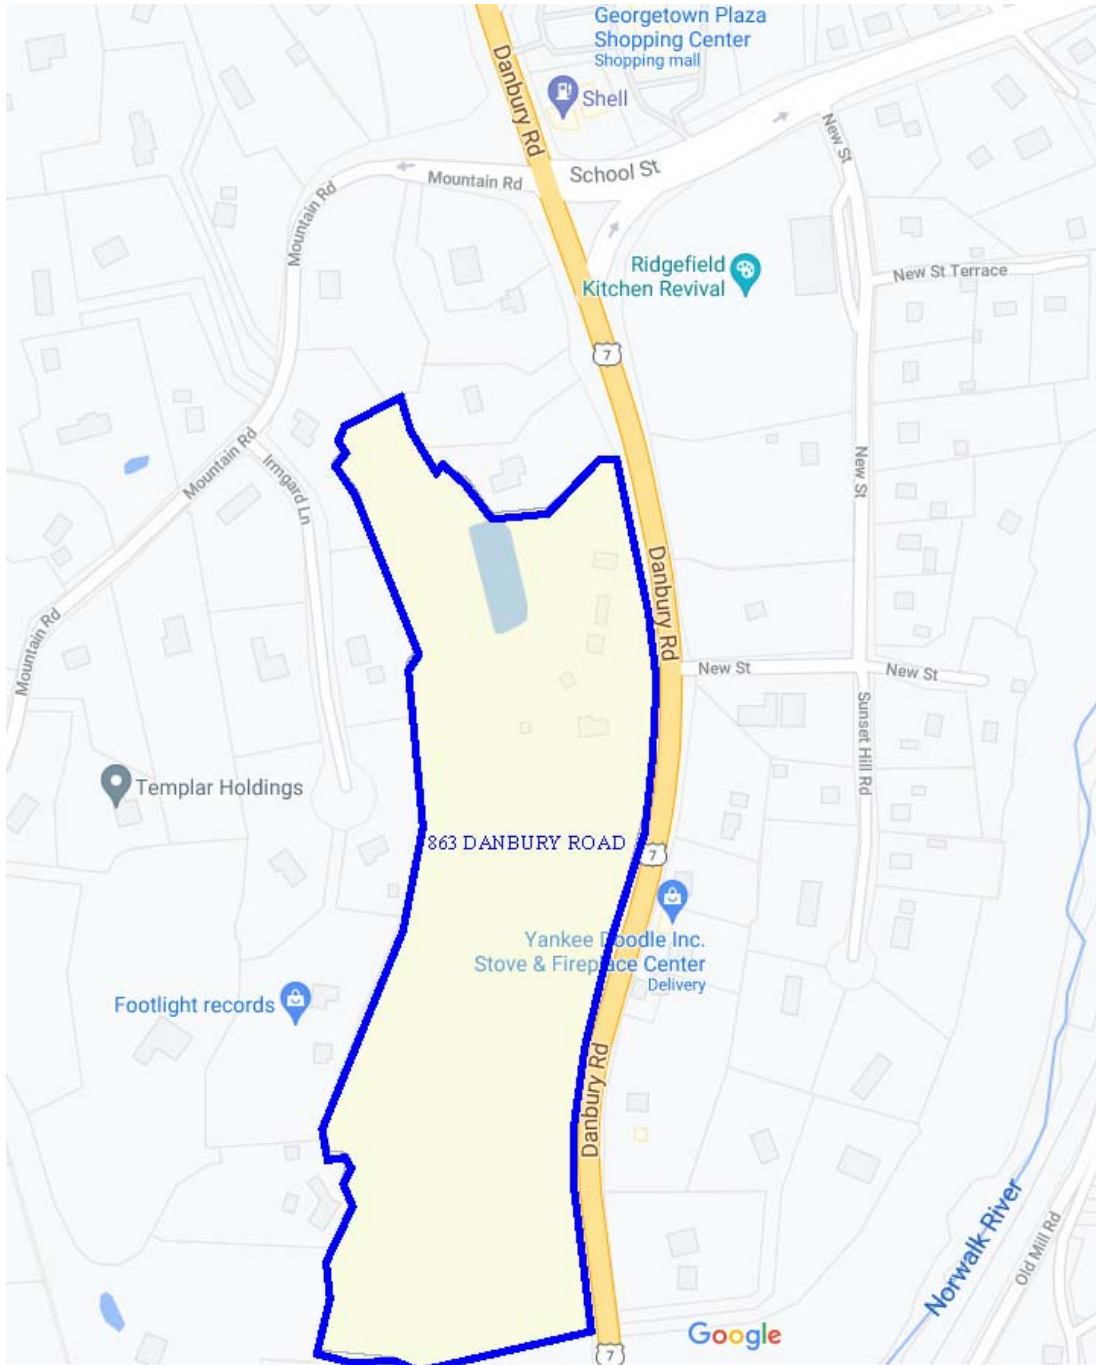 Georgetown Plaza
Shopping Center
Shopping mall
Danbury Rd
Shell
New St
School St
Mountain Rd
Mountain Rd
Ridgefield
Kitchen Revival
New St Terrace
7
Mountain Rd
Irmgard Ln
New St
Danbury Rd
Mountain Rd
New St
New St
Sunset Hill Rd
Templar Holdings
863 DANBURY ROAD
7
Yankee Doodle Inc.
Stove & Fireplace Center
Delivery
Footlight records
Danbury Rd
Norwalk River
Old Mill Rd
Google
7